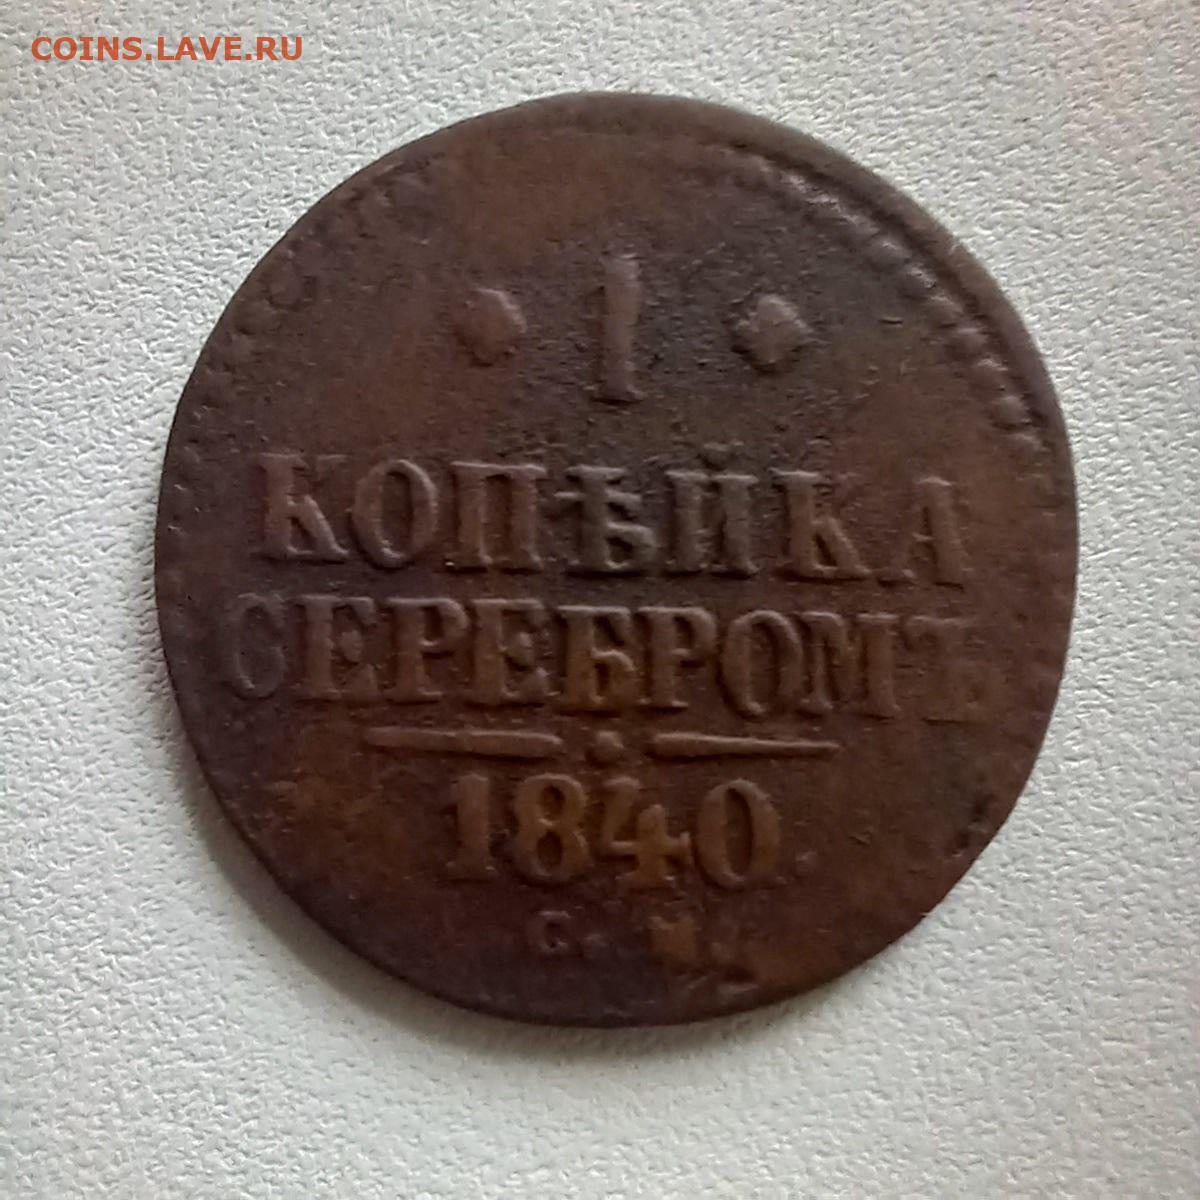 COINS.LAVE.RU
1
КОПѢЙКА
СЕРЕБРОМЪ
1840.
С. М.